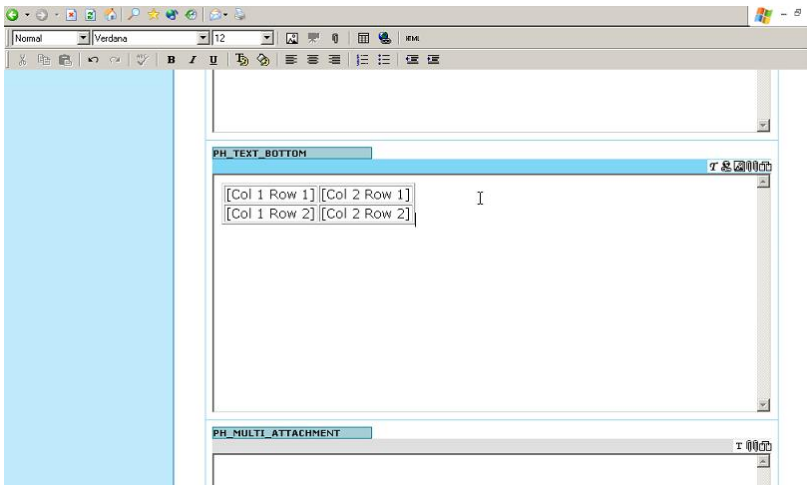 Normal Verdana 12 HTML
B I U
PH_TEXT_BOTTOM
T
[Col 1 Row 1] [Col 2 Row 1]
[Col 1 Row 2] [Col 2 Row 2]
PH_MULTI_ATTACHMENT
T